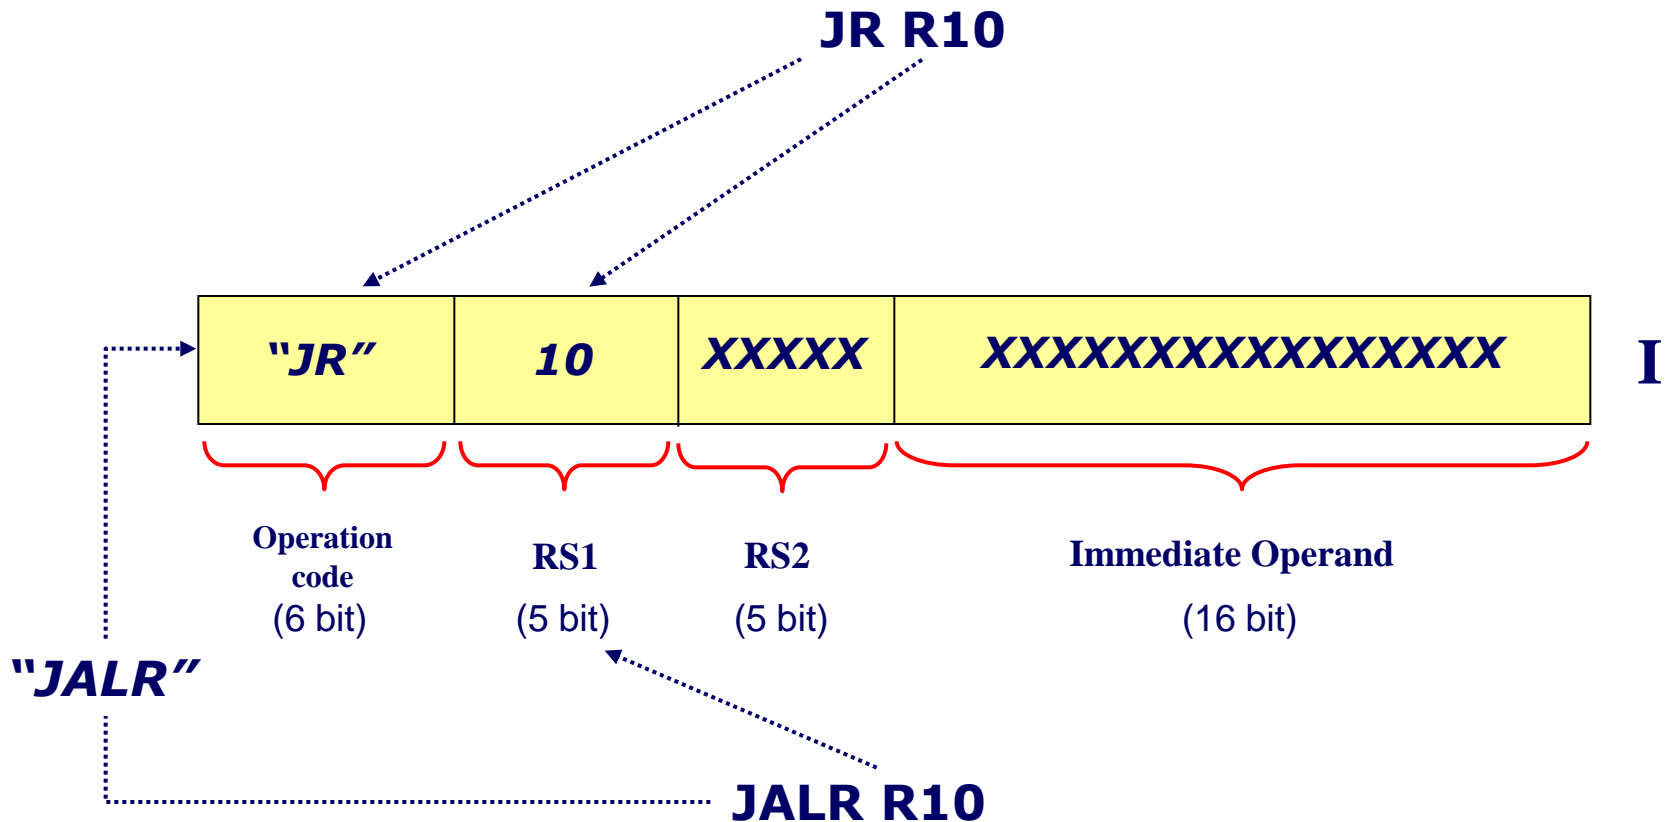 JR R10
“JR” 10 XXXXX XXXXXXXXXXXXXXXX I
Operation
code
(6 bit)
RS1
(5 bit)
RS2
(5 bit)
Immediate Operand
(16 bit)
“JALR”
JALR R10